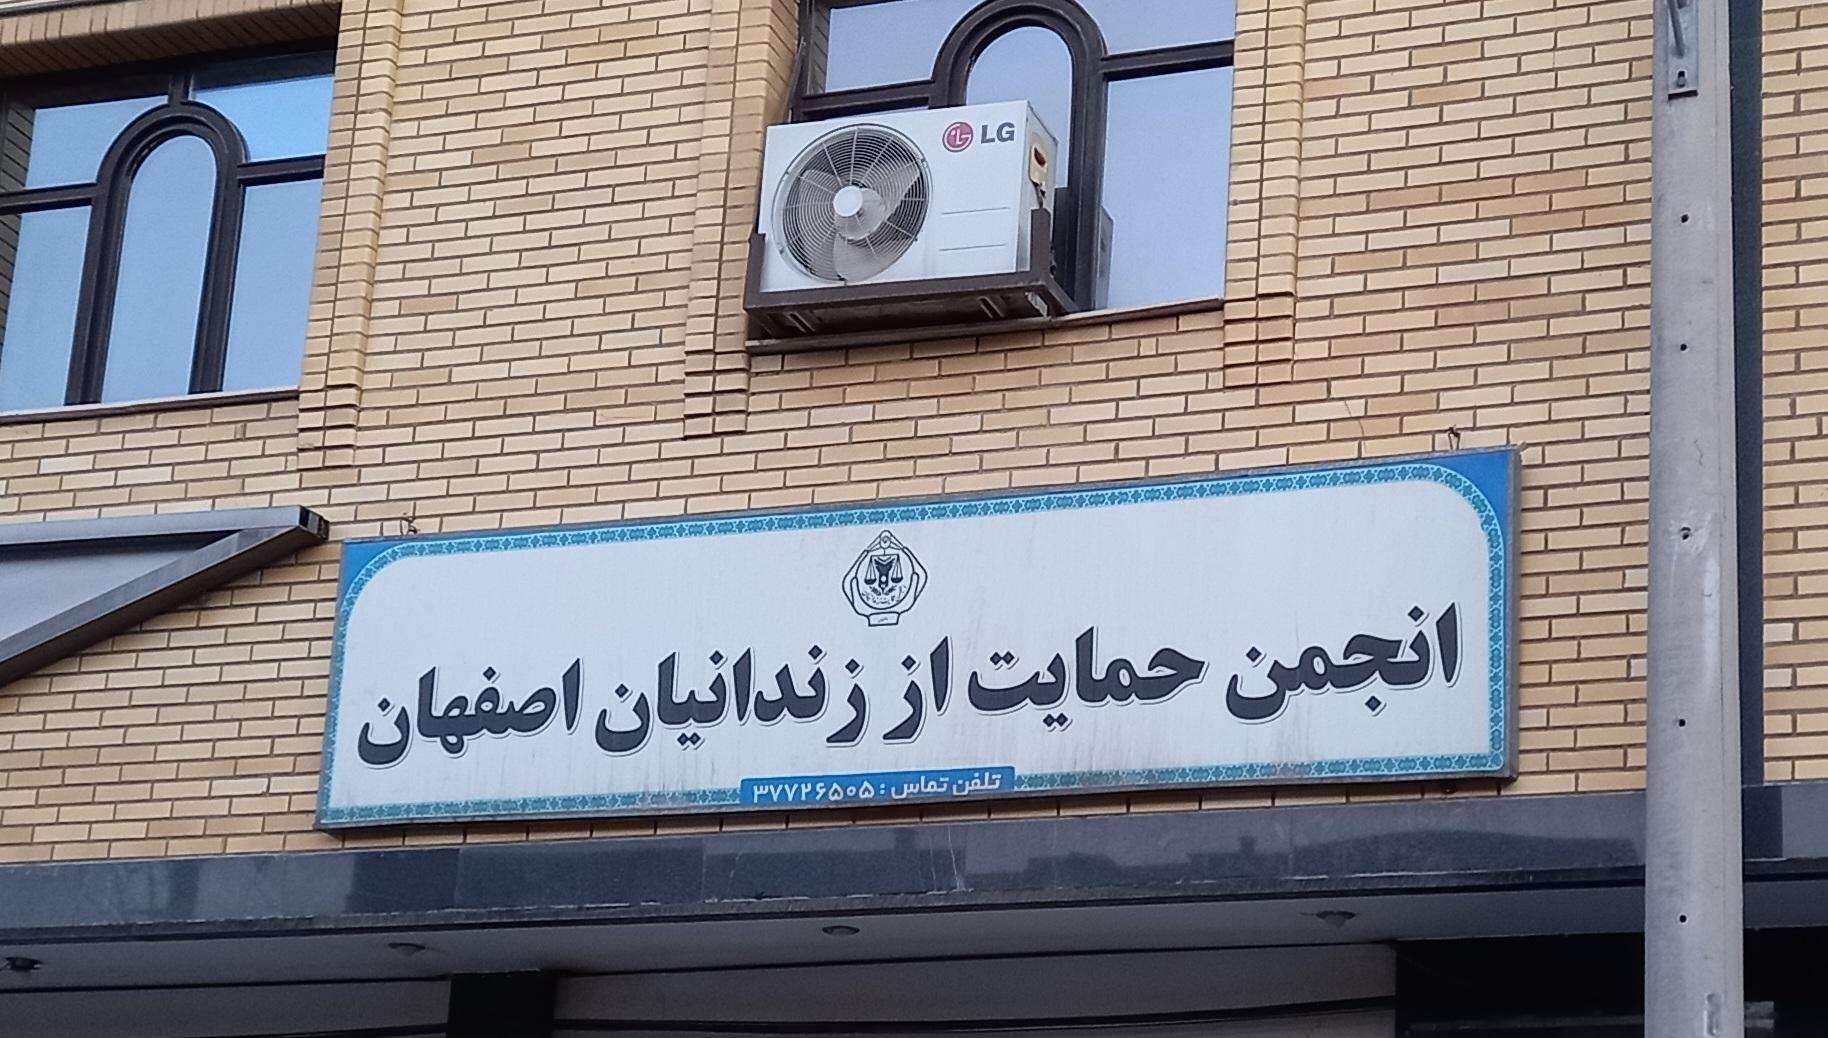 LG
انجمن حمایت از زندانیان اصفهان
تلفن تماس : ۳۷۷۲۶۵۰۵